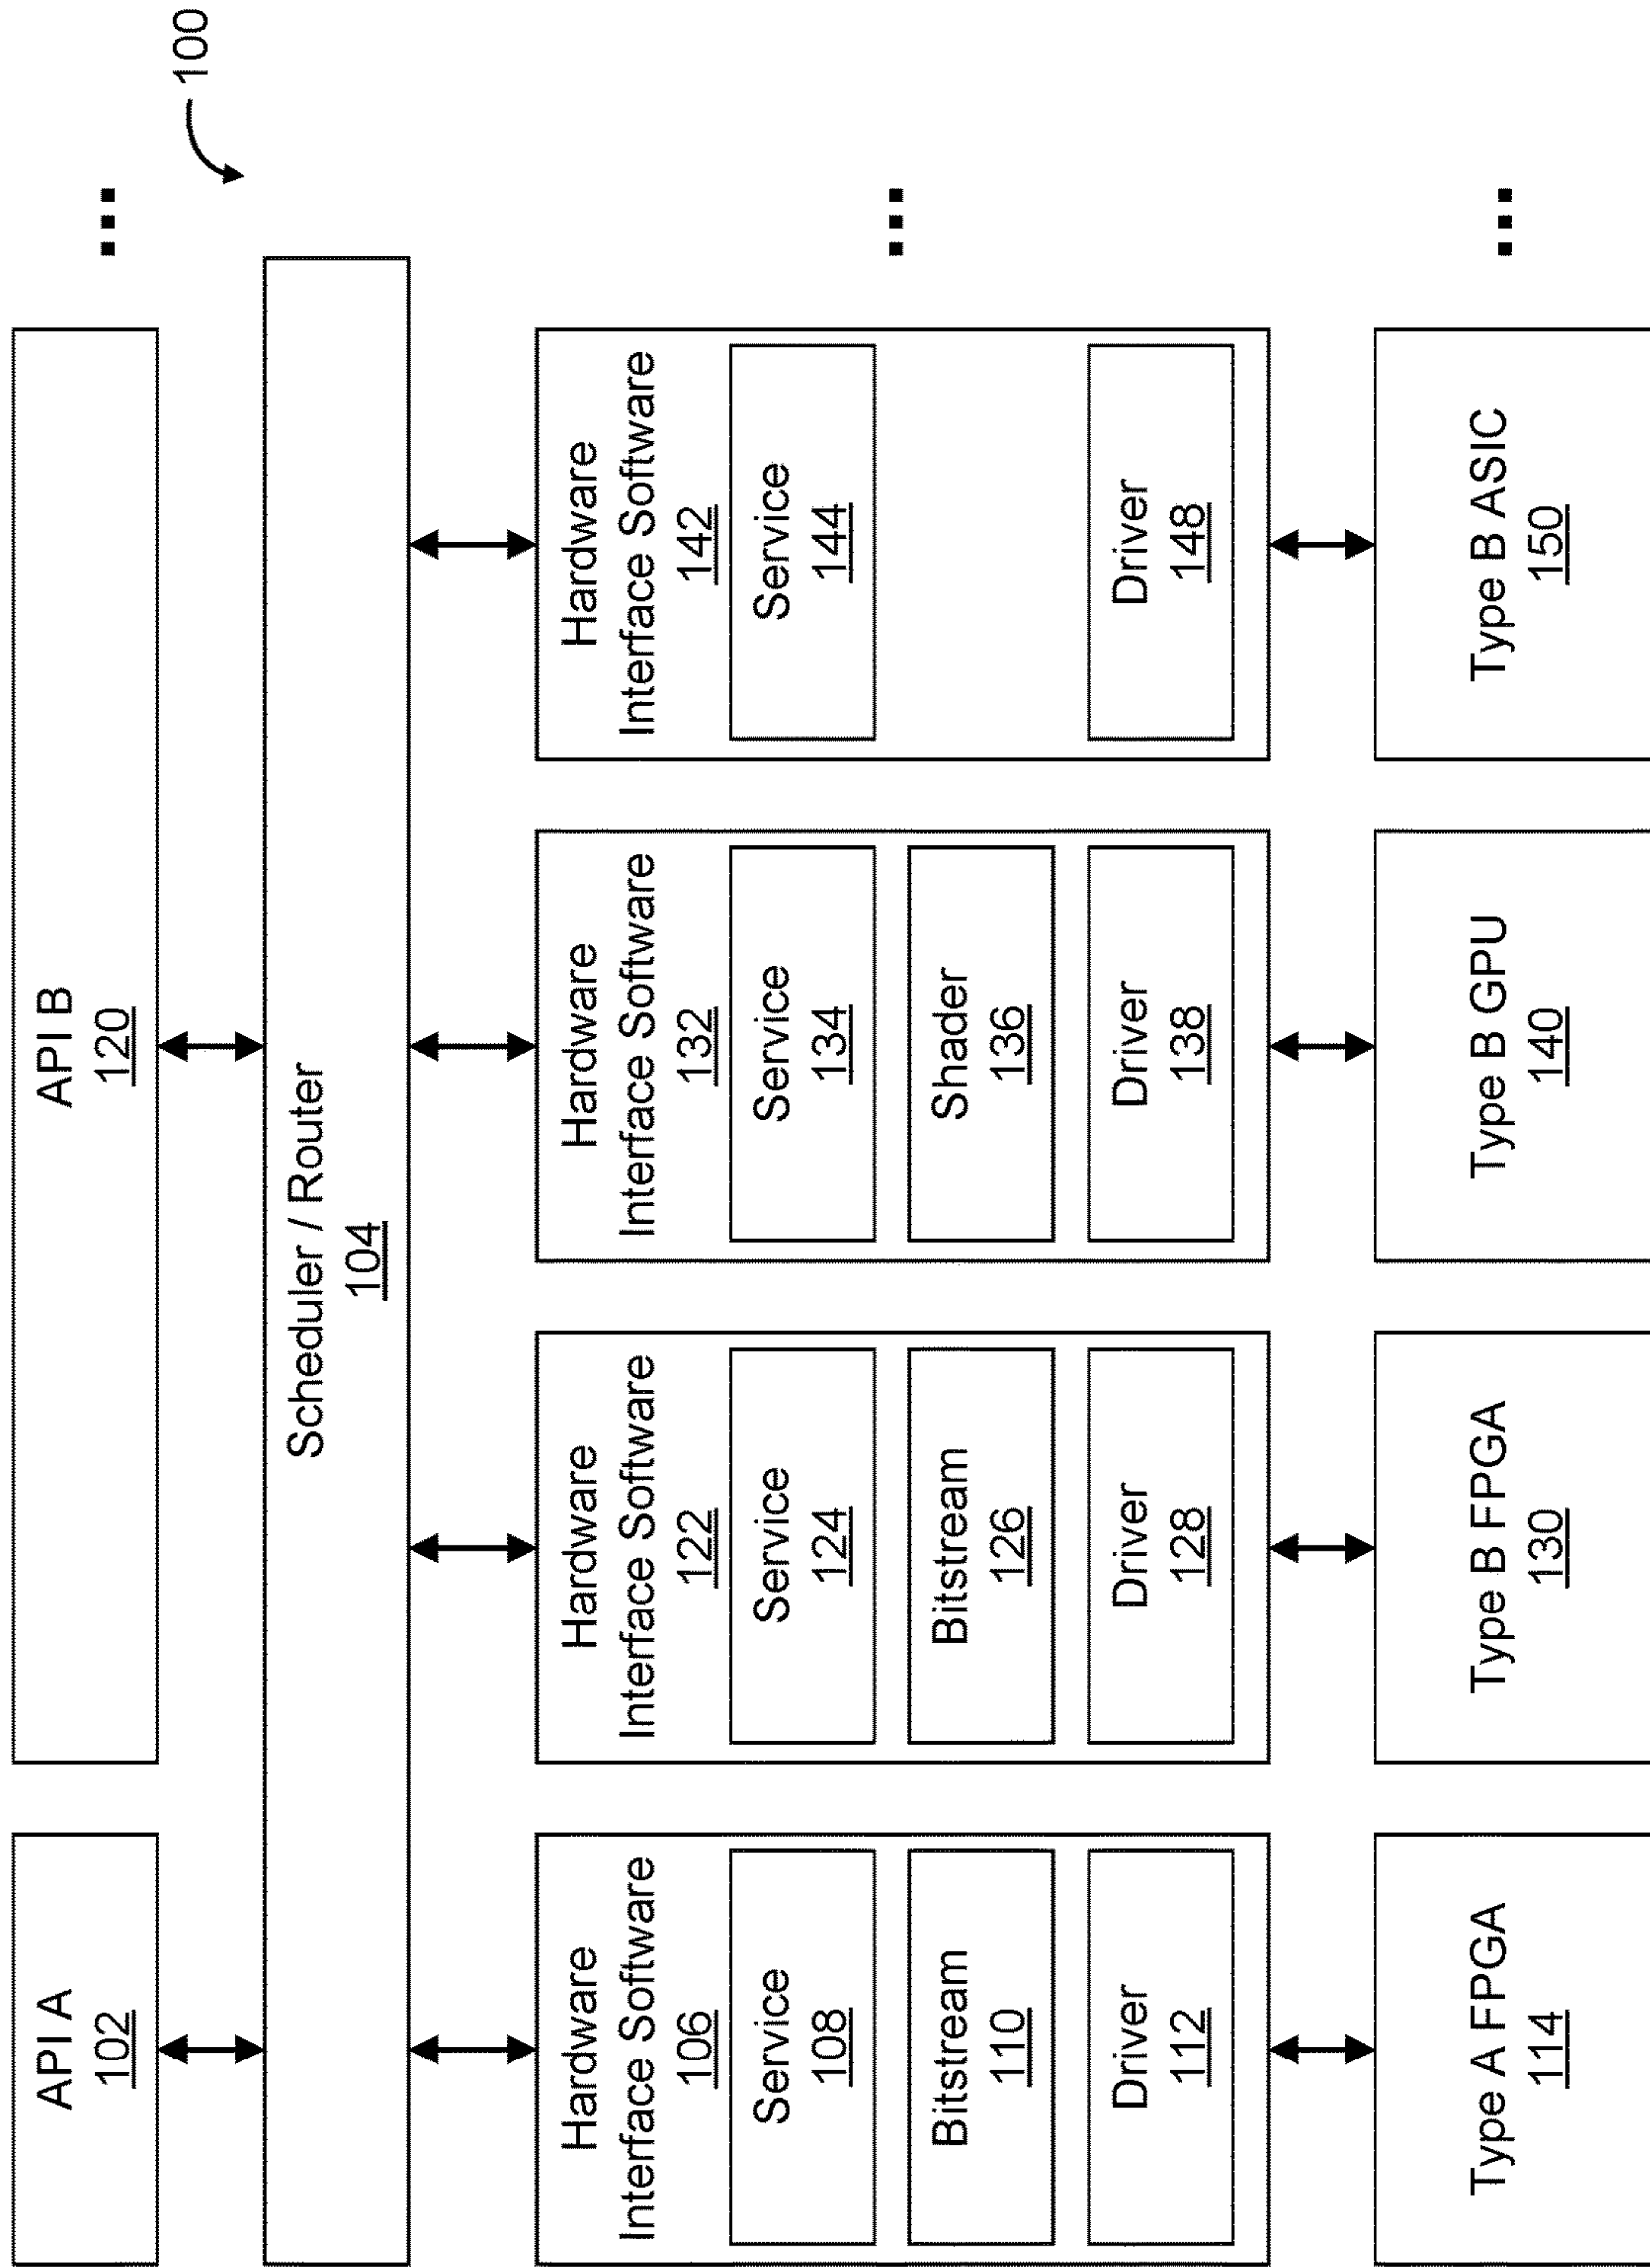 100
API A
102
API B
120
...
Scheduler / Router
104
Hardware
Interface Software
106
Service
108
Bitstream
110
Driver
112
Hardware
Interface Software
122
Service
124
Bitstream
126
Driver
128
Hardware
Interface Software
132
Service
134
Shader
136
Driver
138
Hardware
Interface Software
142
Service
144
Driver
148
...
Type A FPGA
114
Type B FPGA
130
Type B GPU
140
Type B ASIC
150
...